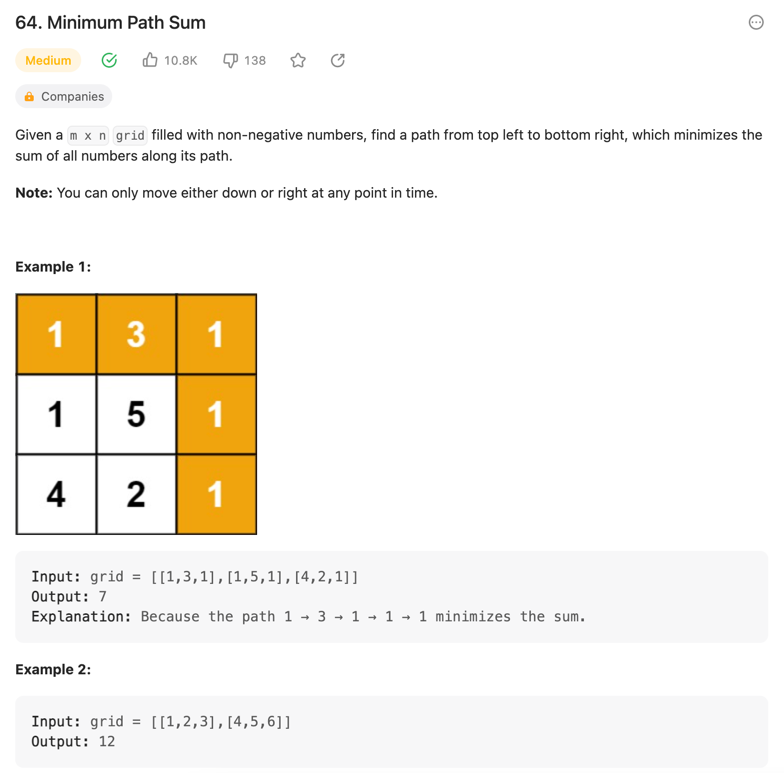 64. Minimum Path Sum
Medium 10.8K 138
Companies
Given a m x n grid filled with non-negative numbers, find a path from top left to bottom right, which minimizes the
sum of all numbers along its path.
Note: You can only move either down or right at any point in time.
Example 1:
1 3 1
1 5 1
4 2 1
Input: grid = [[1,3,1],[1,5,1],[4,2,1]]
Output: 7
Explanation: Because the path 1 → 3 → 1 → 1 → 1 minimizes the sum.
Example 2:
Input: grid = [[1,2,3],[4,5,6]]
Output: 12